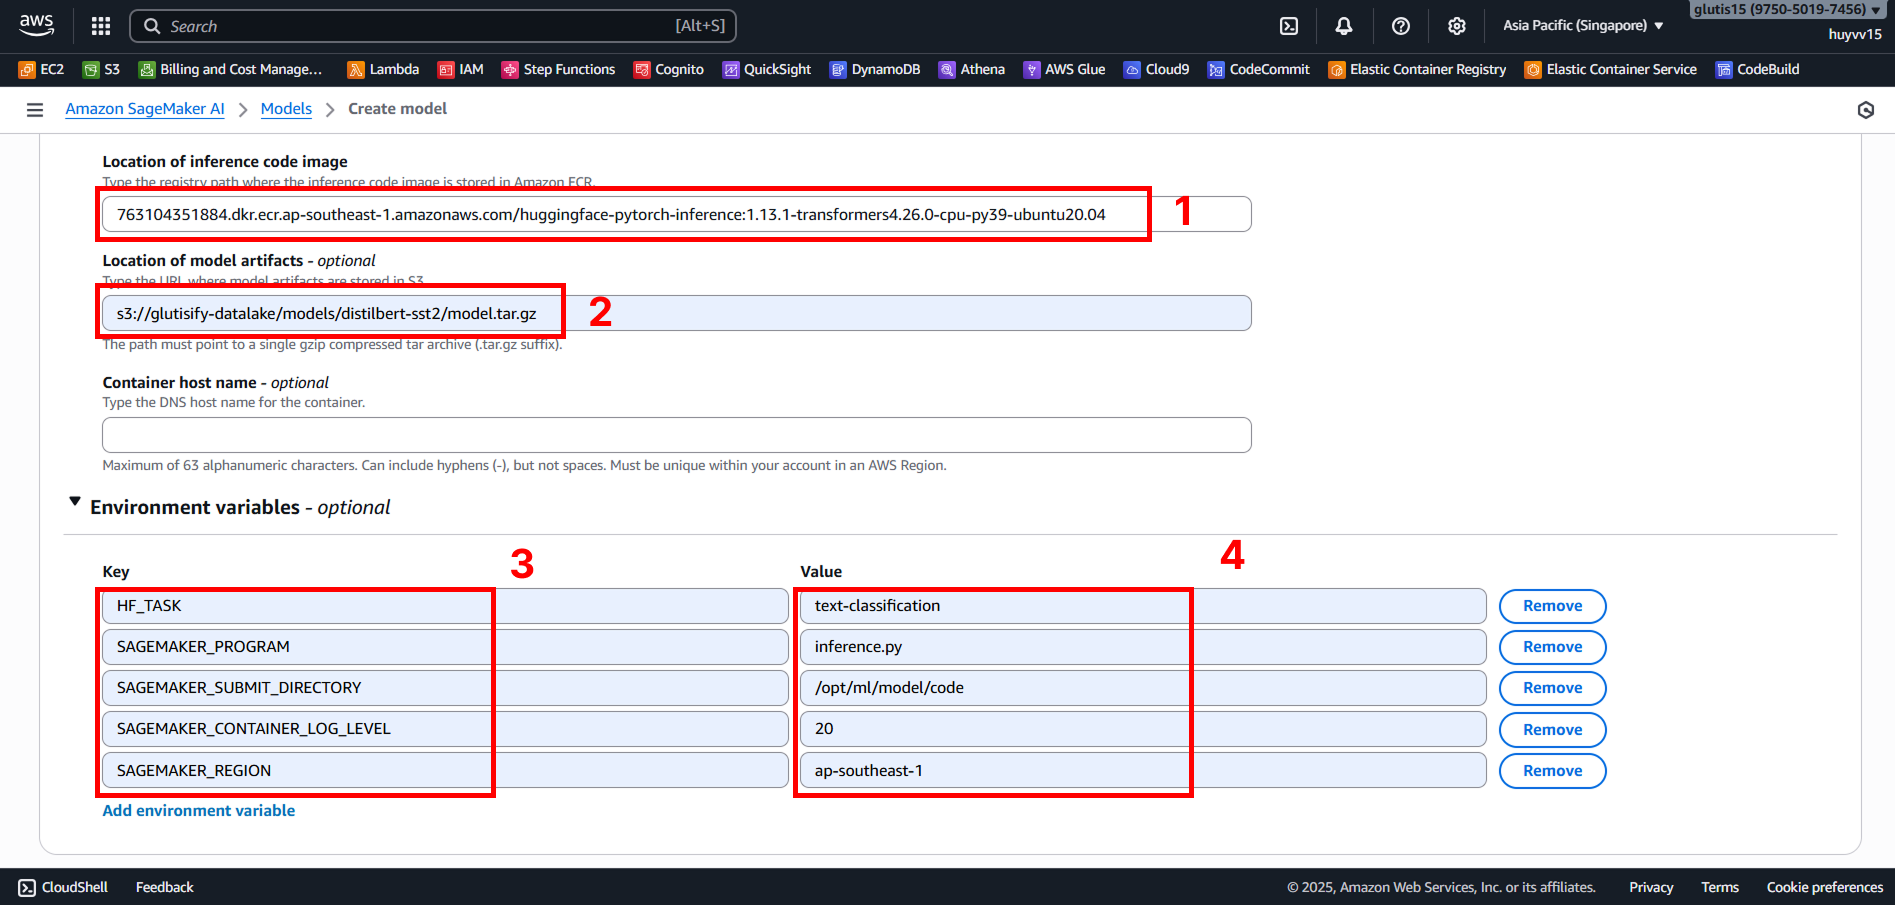 aws
Search [Alt+S]
Asia Pacific (Singapore)
glutis15 (9750-5019-7456)
huyvv15
EC2 S3 Billing and Cost Manage... Lambda IAM Step Functions Cognito QuickSight DynamoDB Athena AWS Glue Cloud9 CodeCommit Elastic Container Registry Elastic Container Service CodeBuild
Amazon SageMaker AI > Models > Create model
Location of inference code image
Type the registry path where the inference code image is stored in Amazon ECR.
763104351884.dkr.ecr.ap-southeast-1.amazonaws.com/huggingface-pytorch-inference:1.13.1-transformers4.26.0-cpu-py39-ubuntu20.04
1
Location of model artifacts - optional
Type the URL where model artifacts are stored in S3.
s3://glutisify-datalake/models/distilbert-sst2/model.tar.gz
2
The path must point to a single gzip compressed tar archive (.tar.gz suffix).
Container host name - optional
Type the DNS host name for the container.
Maximum of 63 alphanumeric characters. Can include hyphens (-), but not spaces. Must be unique within your account in an AWS Region.
Environment variables - optional
3
4
Key Value
HF_TASK text-classification Remove
SAGEMAKER_PROGRAM inference.py Remove
SAGEMAKER_SUBMIT_DIRECTORY /opt/ml/model/code Remove
SAGEMAKER_CONTAINER_LOG_LEVEL 20 Remove
SAGEMAKER_REGION ap-southeast-1 Remove
Add environment variable
CloudShell Feedback © 2025, Amazon Web Services, Inc. or its affiliates. Privacy Terms Cookie preferences